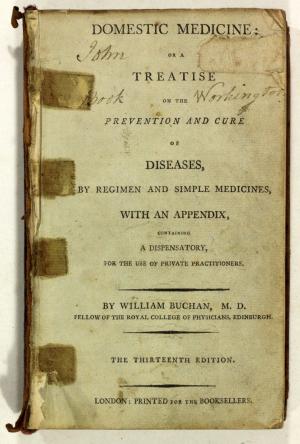 DOMESTIC MEDICINE:
John
OR A
TREATISE
Book
ON THE
Workington
PREVENTION AND CURE
OF
DISEASES,
BY REGIMEN AND SIMPLE MEDICINES,
WITH AN APPENDIX,
CONTAINING
A DISPENSATORY,
FOR THE USE OF PRIVATE PRACTITIONERS.
BY WILLIAM BUCHAN, M. D.
FELLOW OF THE ROYAL COLLEGE OF PHYSICIANS, EDINBURGH.
THE THIRTEENTH EDITION.
LONDON: PRINTED FOR THE BOOKSELLERS.